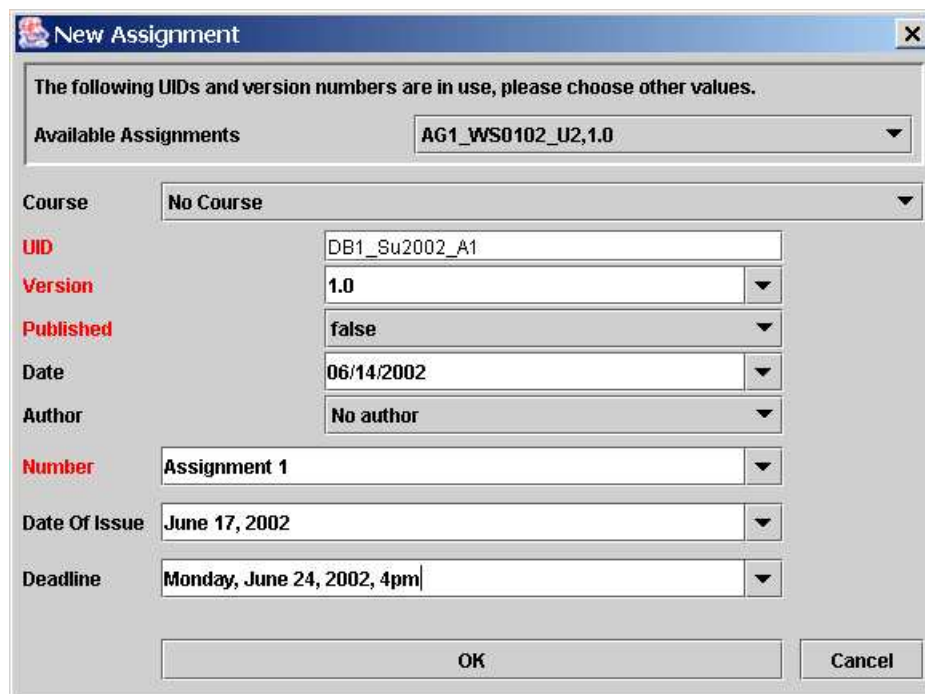 New Assignment
The following UIDs and version numbers are in use, please choose other values.
Available Assignments AG1_WS0102_U2,1.0
Course No Course
UID DB1_Su2002_A1
Version 1.0
Published false
Date 06/14/2002
Author No author
Number Assignment 1
Date Of Issue June 17, 2002
Deadline Monday, June 24, 2002, 4pm
OK Cancel